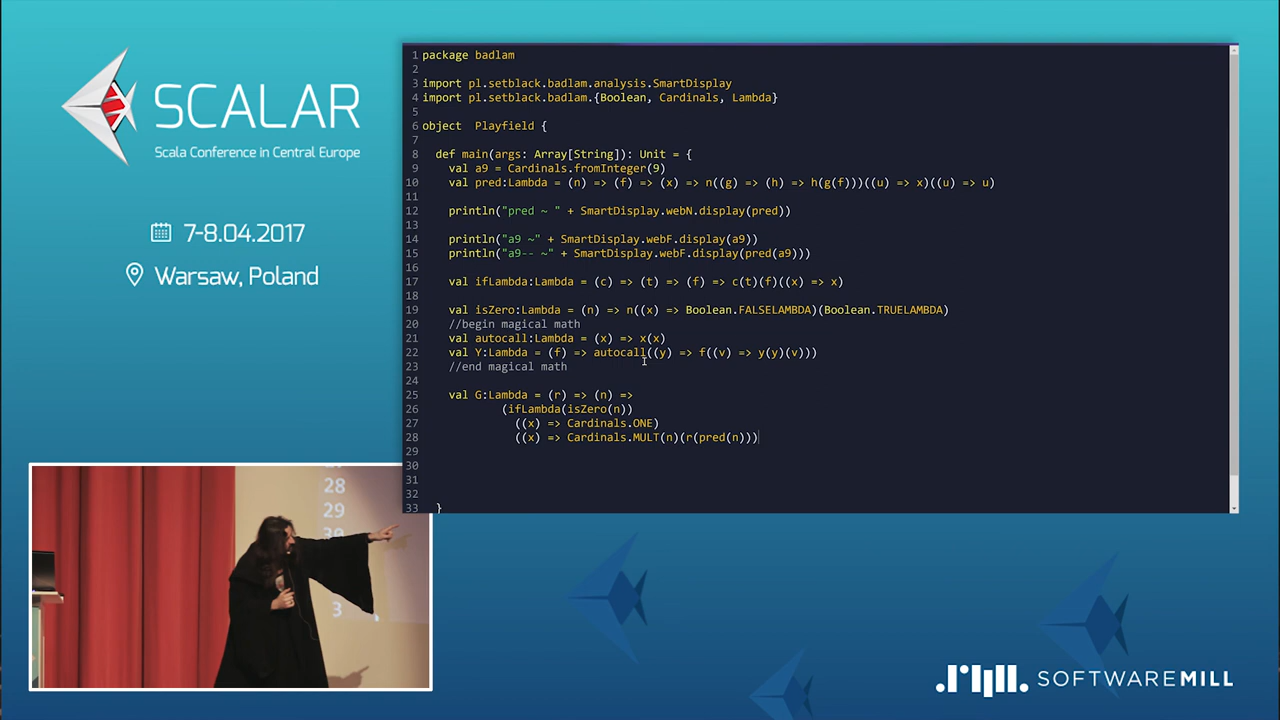 SCALAR
Scala Conference in Central Europe
7-8.04.2017
Warsaw, Poland
1 package badlam
2
3 import pl.setblack.badlam.analysis.SmartDisplay
4 import pl.setblack.badlam.{Boolean, Cardinals, Lambda}
5
6 object  Playfield {
7
8   def main(args: Array[String]): Unit = {
9     val a9 = Cardinals.fromInteger(9)
10     val pred:Lambda = (n) => (f) => (x) => n((g) => (h) => h(g(f)))((u) => x)((u) => u)
11
12     println("pred ~ " + SmartDisplay.webN.display(pred))
13
14     println("a9 ~" + SmartDisplay.webF.display(a9))
15     println("a9-- ~" + SmartDisplay.webF.display(pred(a9)))
16
17     val ifLambda:Lambda = (c) => (t) => (f) => c(t)(f)((x) => x)
18
19     val isZero:Lambda = (n) => n((x) => Boolean.FALSELAMBDA)(Boolean.TRUELAMBDA)
20     //begin magical math
21     val autocall:Lambda = (x) => x(x)
22     val Y:Lambda = (f) => autocall((y) => f((v) => y(y)(v)))
23     //end magical math
24
25     val G:Lambda = (r) => (n) =>
26             (ifLambda(isZero(n))
27               ((x) => Cardinals.ONE)
28               ((x) => Cardinals.MULT(n)(r(pred(n)))
29
30
31
32
33   }
28
29
30
3
SOFTWAREMILL